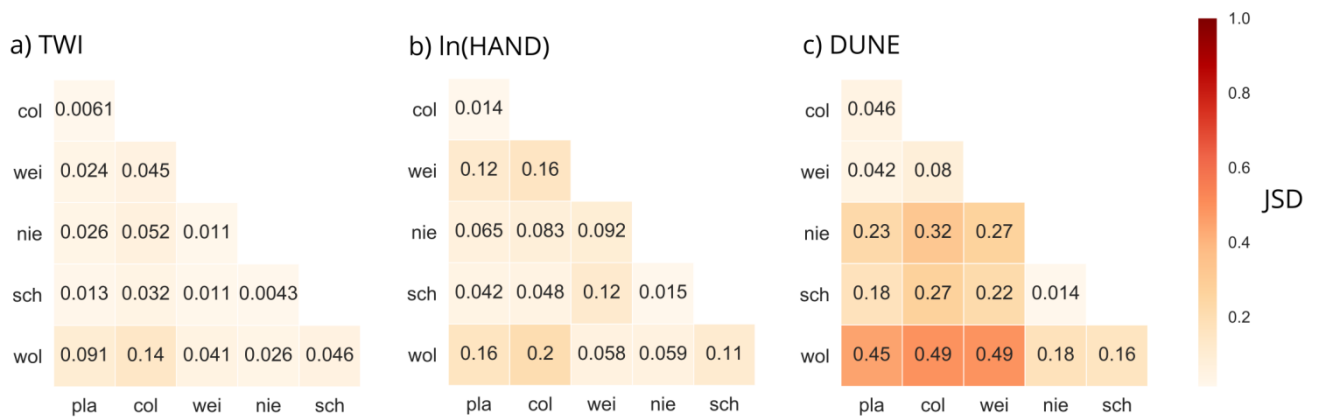 a) TWI
col 0.0061
wei 0.024 0.045
nie 0.026 0.052 0.011
sch 0.013 0.032 0.011 0.0043
wol 0.091 0.14 0.041 0.026 0.046
pla col wei nie sch
b) ln(HAND)
col 0.014
wei 0.12 0.16
nie 0.065 0.083 0.092
sch 0.042 0.048 0.12 0.015
wol 0.16 0.2 0.058 0.059 0.11
pla col wei nie sch
c) DUNE
col 0.046
wei 0.042 0.08
nie 0.23 0.32 0.27
sch 0.18 0.27 0.22 0.014
wol 0.45 0.49 0.49 0.18 0.16
pla col wei nie sch
1.0
0.8
0.6
JSD
0.4
0.2